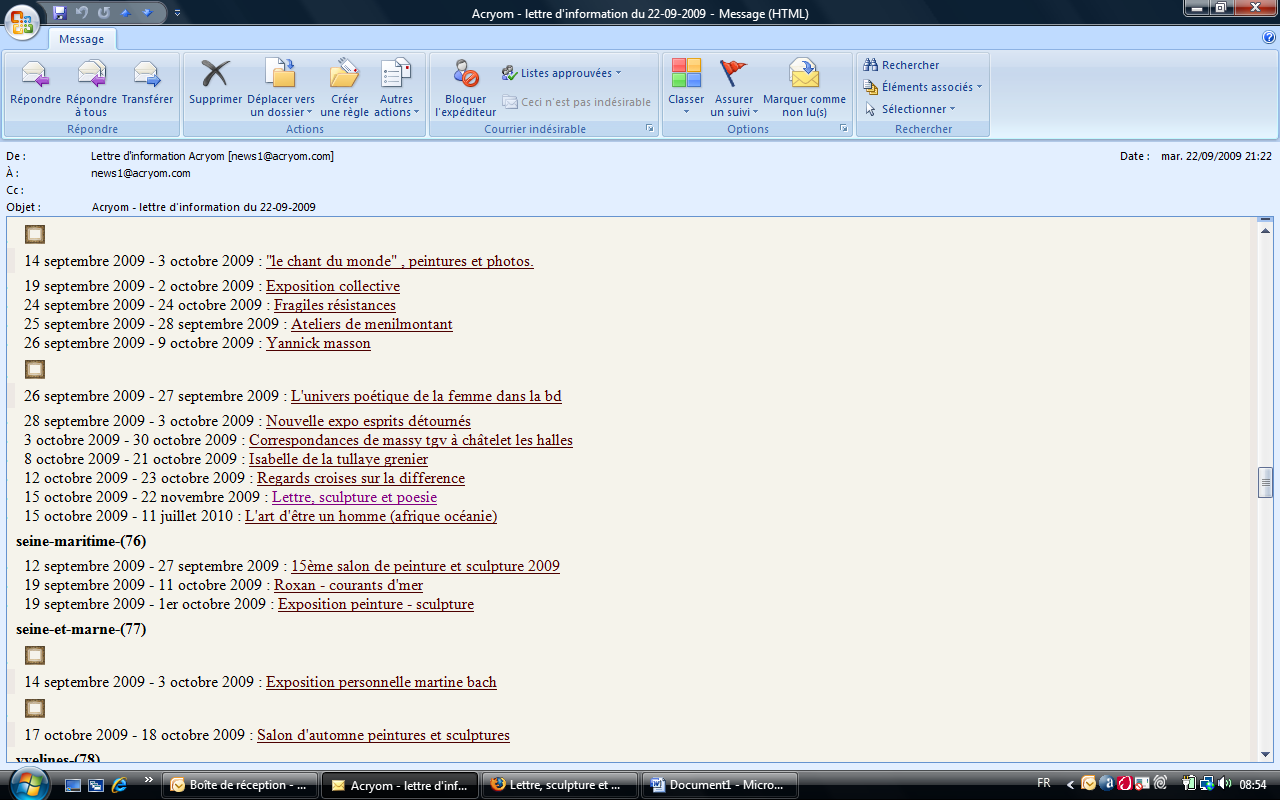 Acryom - lettre d'information du 22-09-2009 - Message (HTML)
Message
Répondre
Répondre à tous
Transférer
Répondre
Supprimer
Déplacer vers un dossier
Créer une règle
Autres actions
Actions
Bloquer l'expéditeur
Listes approuvées
Ceci n'est pas indésirable
Courrier indésirable
Classer
Assurer un suivi
Marquer comme non lu(s)
Options
Rechercher
Éléments associés
Sélectionner
Rechercher
De : Lettre d'information Acryom [news1@acryom.com]
Date : mar. 22/09/2009 21:22
À : news1@acryom.com
Cc :
Objet : Acryom - lettre d'information du 22-09-2009
14 septembre 2009 - 3 octobre 2009 : "le chant du monde" , peintures et photos.
19 septembre 2009 - 2 octobre 2009 : Exposition collective
24 septembre 2009 - 24 octobre 2009 : Fragiles résistances
25 septembre 2009 - 28 septembre 2009 : Ateliers de menilmontant
26 septembre 2009 - 9 octobre 2009 : Yannick masson
26 septembre 2009 - 27 septembre 2009 : L'univers poétique de la femme dans la bd
28 septembre 2009 - 3 octobre 2009 : Nouvelle expo esprits détournés
3 octobre 2009 - 30 octobre 2009 : Correspondances de massy tgv à châtelet les halles
8 octobre 2009 - 21 octobre 2009 : Isabelle de la tullaye grenier
12 octobre 2009 - 23 octobre 2009 : Regards croises sur la difference
15 octobre 2009 - 22 novembre 2009 : Lettre, sculpture et poesie
15 octobre 2009 - 11 juillet 2010 : L'art d'être un homme (afrique océanie)
seine-maritime-(76)
12 septembre 2009 - 27 septembre 2009 : 15ème salon de peinture et sculpture 2009
19 septembre 2009 - 11 octobre 2009 : Roxan - courants d'mer
19 septembre 2009 - 1er octobre 2009 : Exposition peinture - sculpture
seine-et-marne-(77)
14 septembre 2009 - 3 octobre 2009 : Exposition personnelle martine bach
17 octobre 2009 - 18 octobre 2009 : Salon d'automne peintures et sculptures
yvelines-(78)
Boîte de réception - ...
Acryom - lettre d'inf...
Lettre, sculpture et ...
Document1 - Micro...
FR
08:54